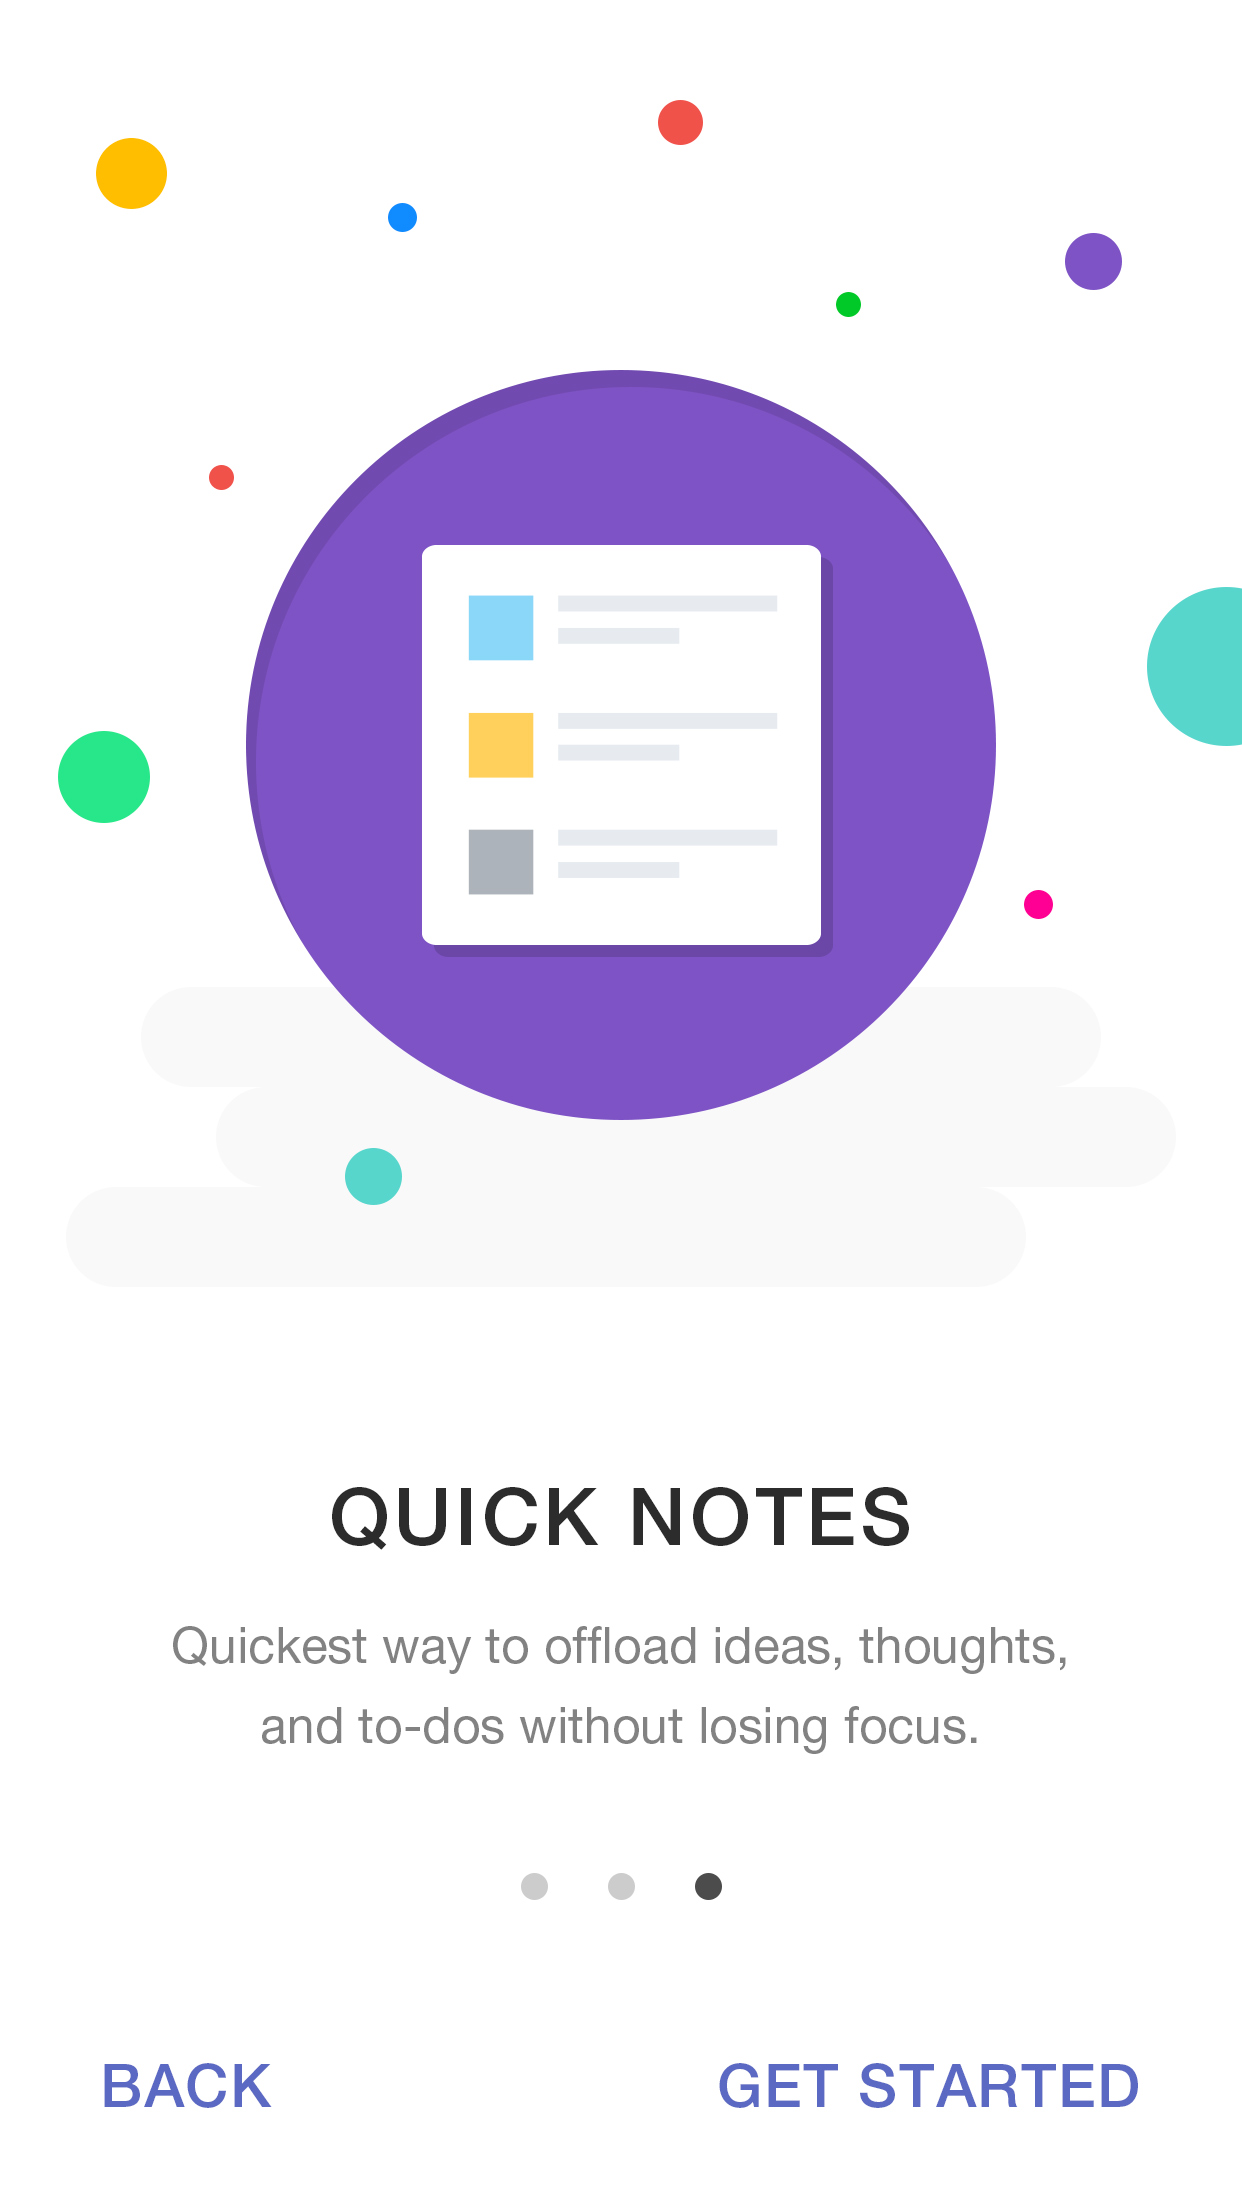 QUICK NOTES
Quickest way to offload ideas, thoughts,
and to-dos without losing focus.
BACK
GET STARTED